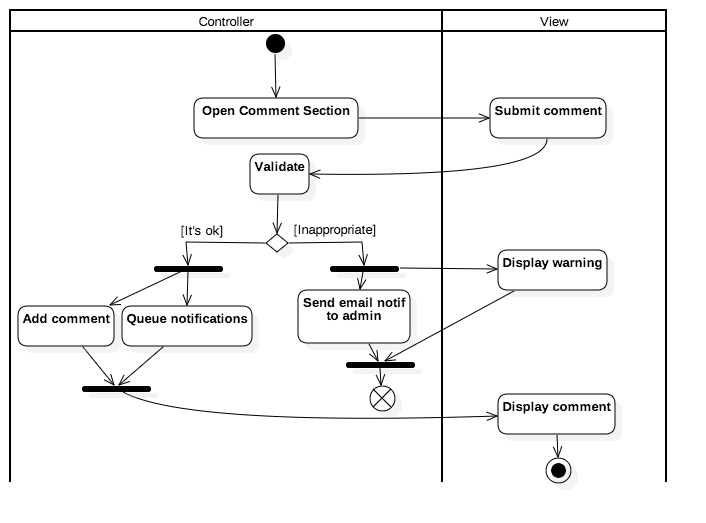 Controller
View
Open Comment Section
Submit comment
Validate
[It's ok]
[Inappropriate]
Display warning
Add comment
Queue notifications
Send email notif
to admin
Display comment